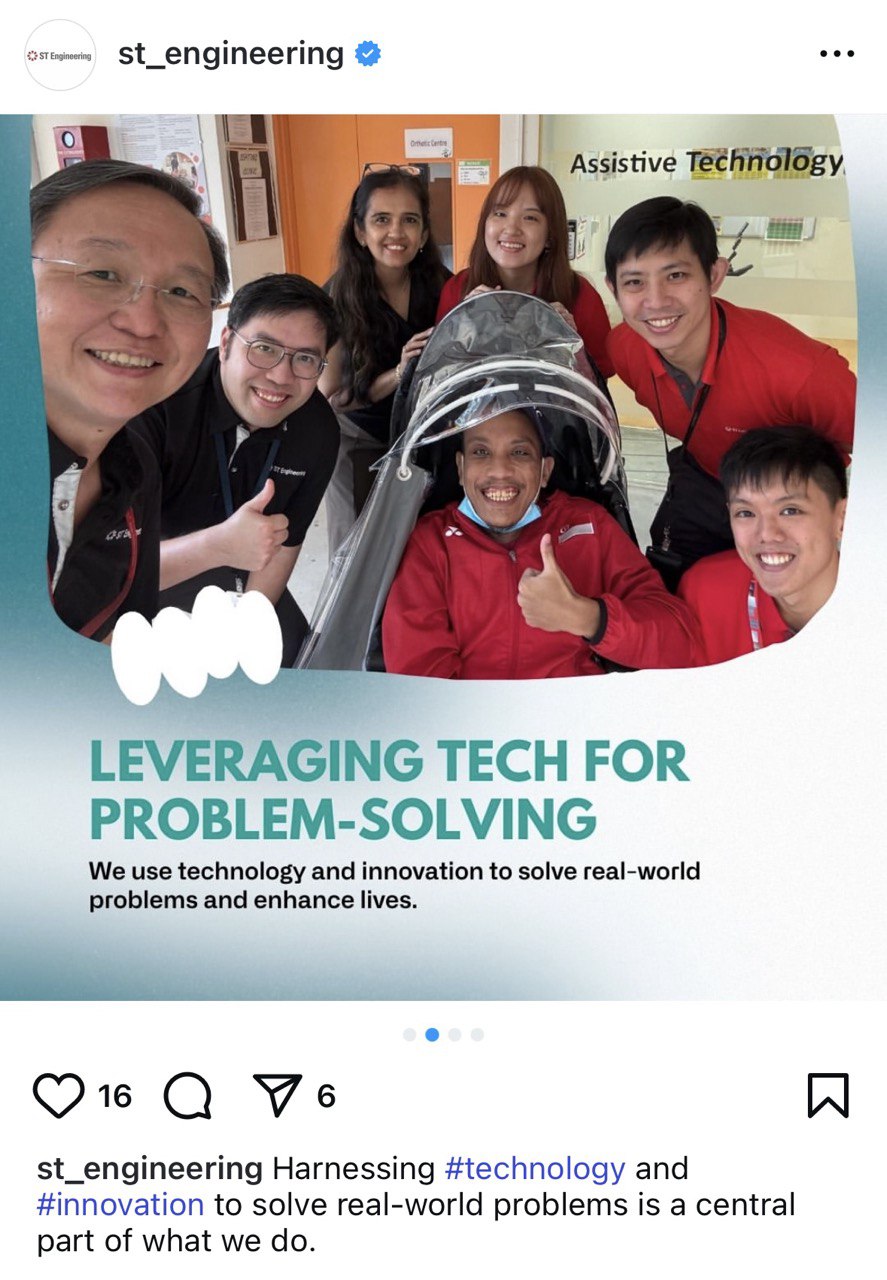 ST Engineering
st_engineering
Orthotic Centre
Assistive Technology
ST Engineering
LEVERAGING TECH FOR
PROBLEM-SOLVING
We use technology and innovation to solve real-world
problems and enhance lives.
16
6
st_engineering Harnessing #technology and
#innovation to solve real-world problems is a central
part of what we do.